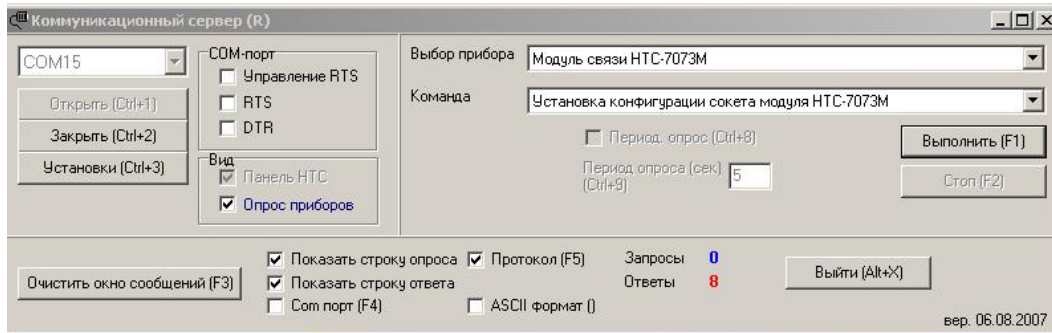 Коммуникационный сервер (R)
COM15
Открыть (Ctrl+1)
Закрыть (Ctrl+2)
Установки (Ctrl+3)
COM-порт
Управление RTS
RTS
DTR
Вид
Панель НТС
Опрос приборов
Выбор прибора
Модуль связи НТС-7073М
Команда
Установка конфигурации сокета модуля НТС-7073М
Период. опрос (Ctrl+8)
Период опроса (сек)
(Ctrl+9)
5
Выполнить (F1)
Стоп (F2)
Очистить окно сообщений (F3)
Показать строку опроса
Протокол (F5)
Показать строку ответа
Com порт (F4)
ASCII формат ()
Запросы 0
Ответы 8
Выйти (Alt+X)
вер. 06.08.2007